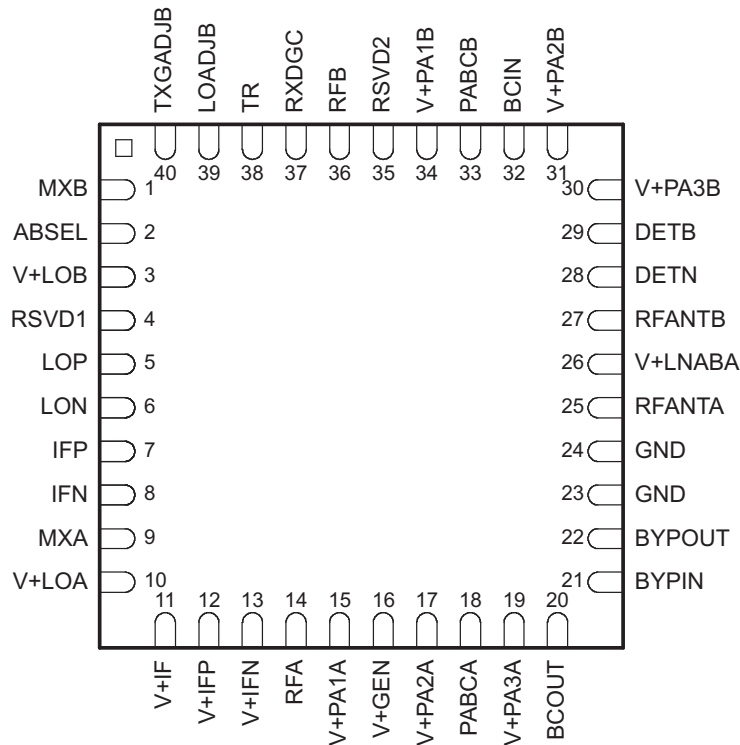 TXGADJB
LOADJB
TR
RXDGC
RFB
RSVD2
V+PA1B
PABCB
BCIN
V+PA2B
40 39 38 37 36 35 34 33 32 31
MXB 1
ABSEL 2
V+LOB 3
RSVD1 4
LOP 5
LON 6
IFP 7
IFN 8
MXA 9
V+LOA 10
30 V+PA3B
29 DETB
28 DETN
27 RFANTB
26 V+LNABA
25 RFANTA
24 GND
23 GND
22 BYPOUT
21 BYPIN
11 12 13 14 15 16 17 18 19 20
V+IF
V+IFP
V+IFN
RFA
V+PA1A
V+GEN
V+PA2A
PABCA
V+PA3A
BCOUT